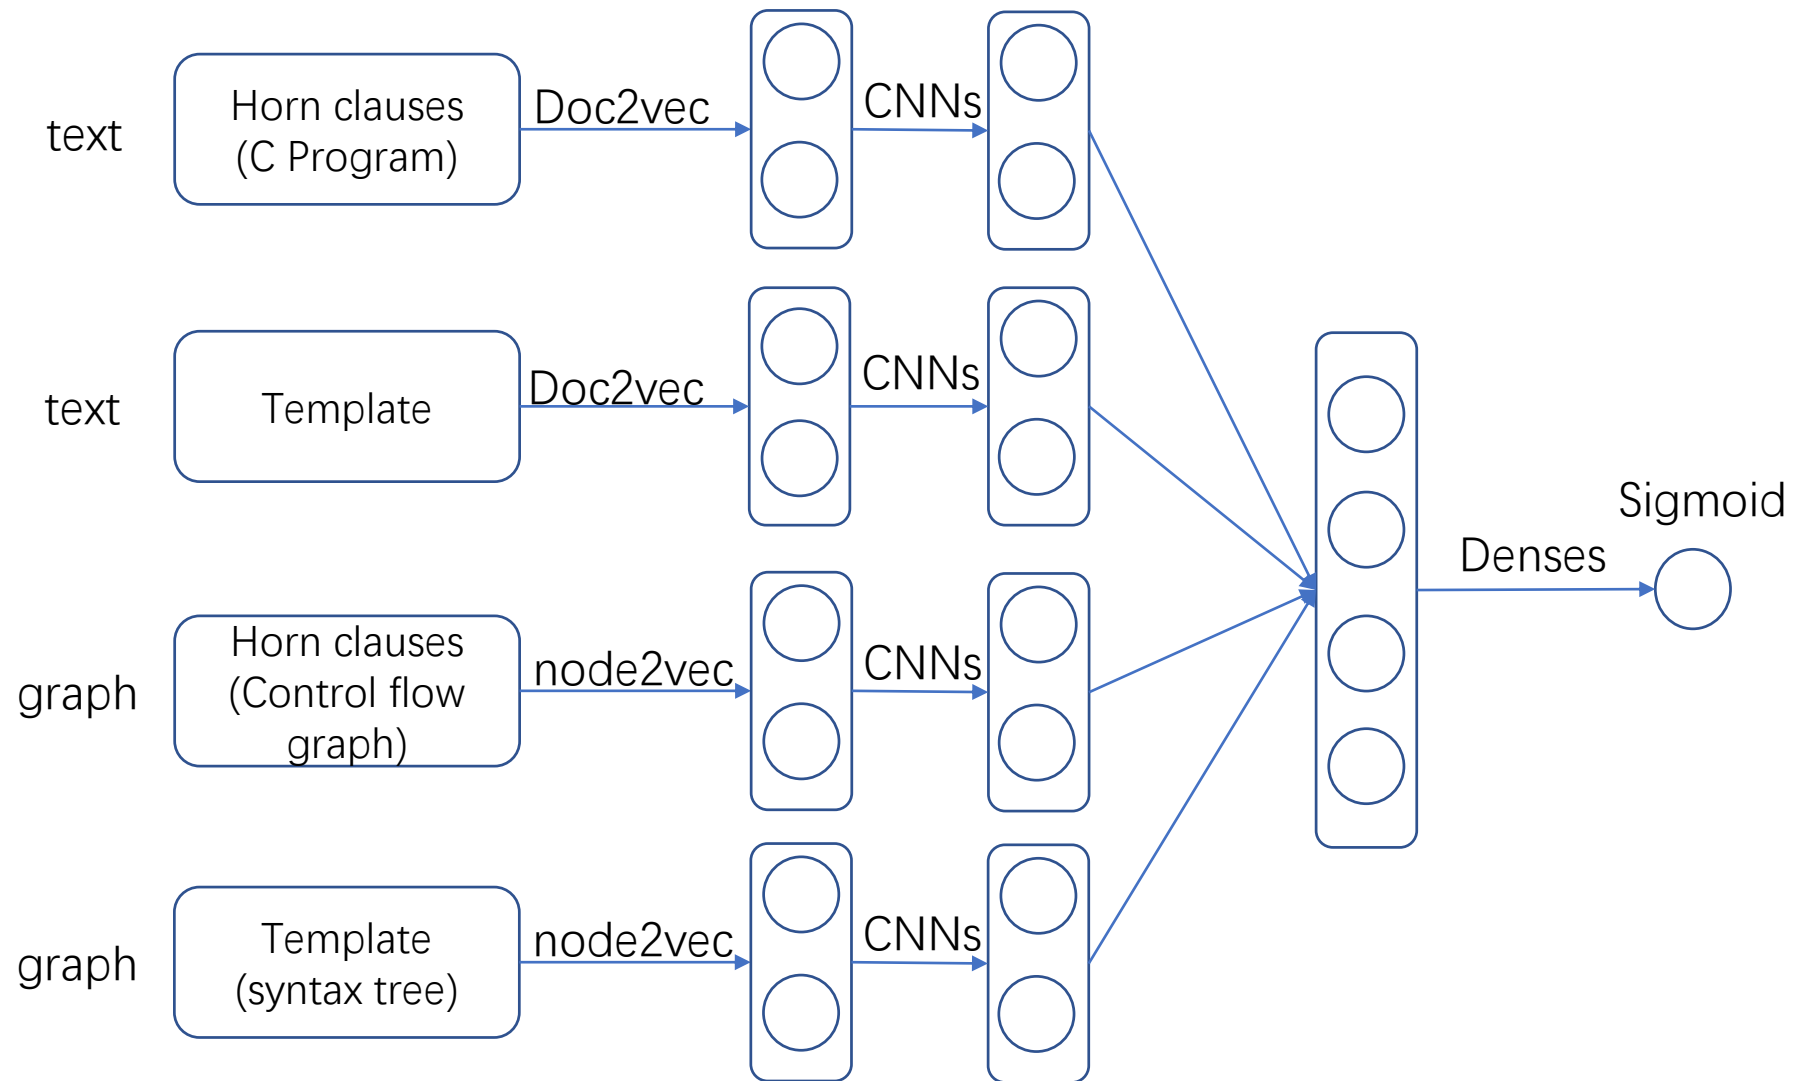 text
Horn clauses
(C Program)
Doc2vec
CNNs
text
Template
Doc2vec
CNNs
graph
Horn clauses
(Control flow
graph)
node2vec
CNNs
graph
Template
(syntax tree)
node2vec
CNNs
Denses
Sigmoid